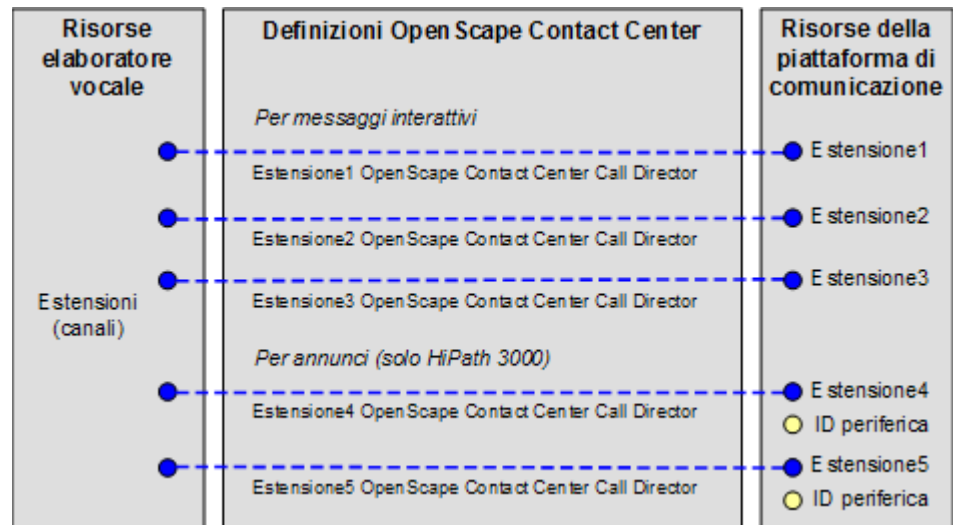 Risorse
elaboratore
vocale
Definizioni OpenScape Contact Center
Risorse della
piattaforma di
comunicazione
Per messaggi interattivi
Estensione1
Estensione1 OpenScape Contact Center Call Director
Estensione2
Estensione2 OpenScape Contact Center Call Director
Estensione3
Estensione3 OpenScape Contact Center Call Director
Estensioni
(canali)
Per annunci (solo HiPath 3000)
Estensione4
Estensione4 OpenScape Contact Center Call Director
ID periferica
Estensione5
Estensione5 OpenScape Contact Center Call Director
ID periferica